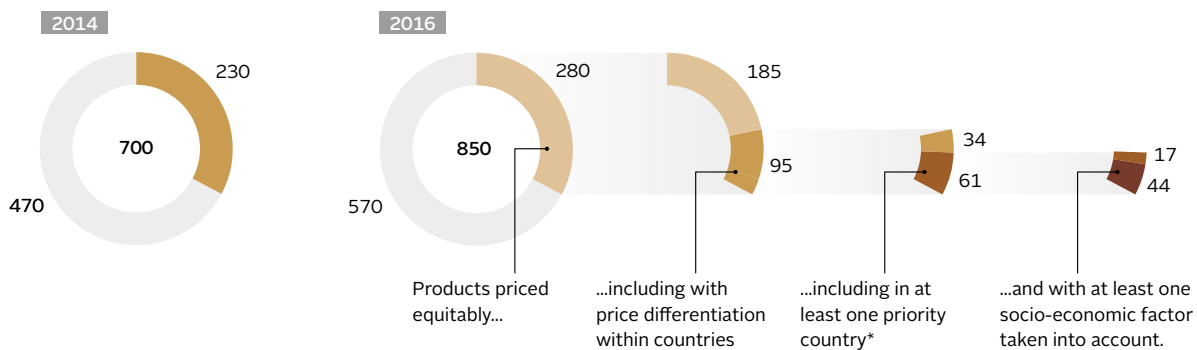 2014
230
700
470
2016
280
850
570
185
95
34
61
17
44
Products priced
equitably...
...including with
price differentiation
within countries
...including in at
least one priority
country*
...and with at least one
socio-economic factor
taken into account.